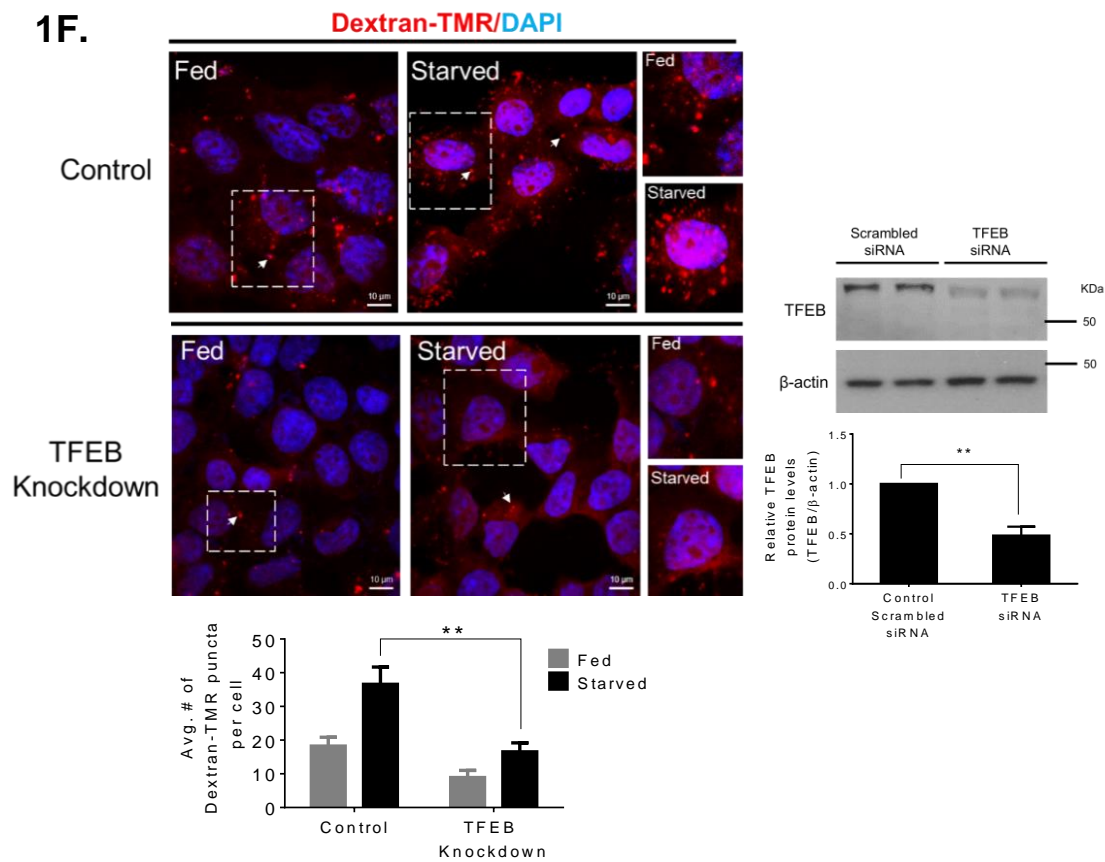 1F.
Dextran-TMR/DAPI
Control
Fed
10 µm
Starved
10 µm
Fed
Starved
TFEB
Knockdown
Fed
10 µm
Starved
10 µm
Fed
Starved
Scrambled
siRNA
TFEB
siRNA
TFEB
KDa
50
β-actin
50
Relative TFEB
protein levels
(TFEB/β-actin)
1.5
1.0
0.5
0.0
**
Control
Scrambled
siRNA
TFEB
siRNA
Avg. # of
Dextran-TMR puncta
per cell
50
40
30
20
10
0
**
Fed
Starved
Control
TFEB
Knockdown